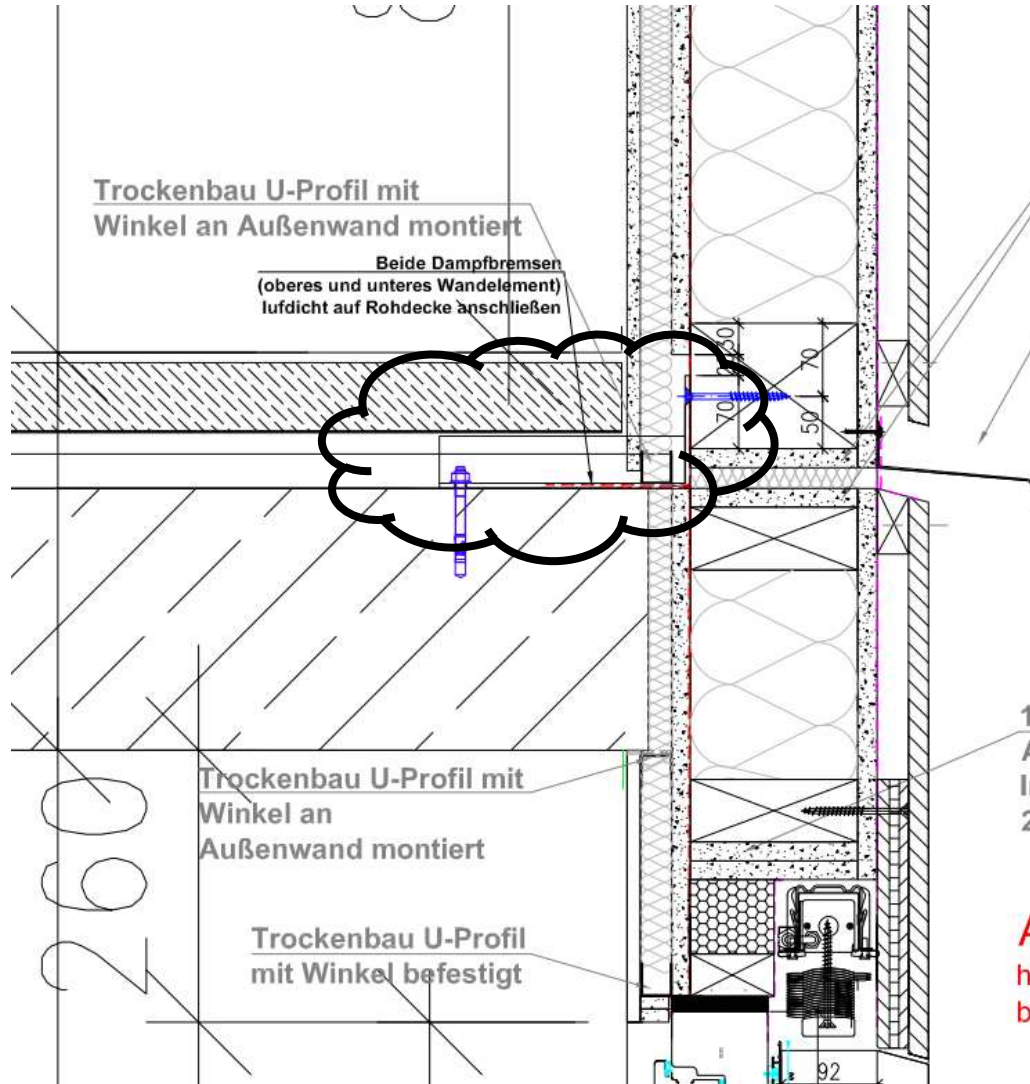 Trockenbau U-Profil mit
Winkel an Außenwand montiert
Beide Dampfbremsen
(oberes und unteres Wandelement)
lufdicht auf Rohdecke anschließen
30
70
70
50
Trockenbau U-Profil mit
Winkel an
Außenwand montiert
260
Trockenbau U-Profil
mit Winkel befestigt
92